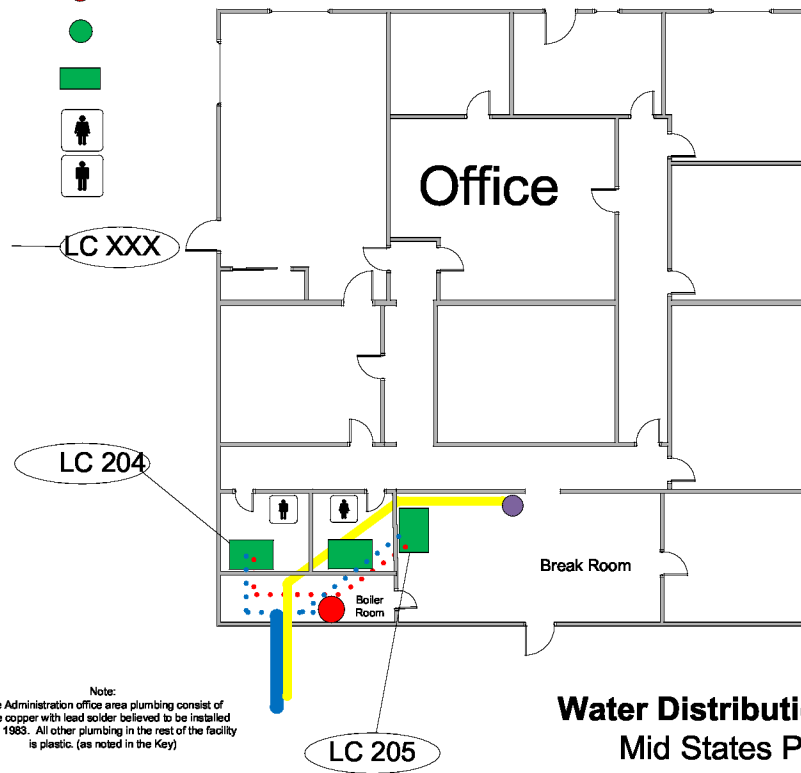 Office
LC XXX
LC 204
Break Room
Boiler
Room
Note:
Administration office area plumbing consist of
copper with lead solder believed to be installed
1983. All other plumbing in the rest of the facility
is plastic. (as noted in the Key)
LC 205
Water Distributi
Mid States P